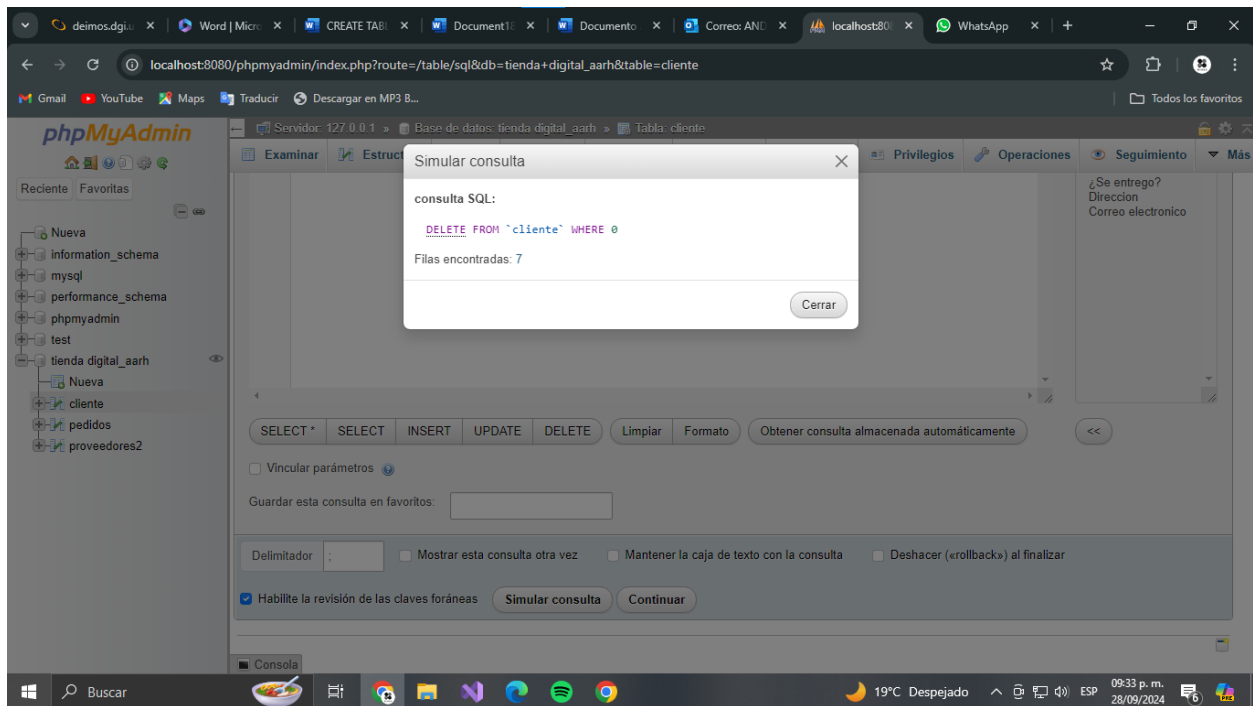 deimos.dgi.u
Word | Micro
CREATE TABL
Document18
Documento
Correo: AND
localhost:808
WhatsApp
localhost:8080/phpmyadmin/index.php?route=/table/sql&db=tienda+digital_aarh&table=cliente
Gmail
YouTube
Maps
Traducir
Descargar en MP3 B...
Todos los favoritos
phpMyAdmin
Reciente
Favoritas
Nueva
information_schema
mysql
performance_schema
phpmyadmin
test
tienda digital_aarh
Nueva
cliente
pedidos
proveedores2
Servidor: 127.0.0.1 » Base de datos: tienda digital_aarh » Tabla: cliente
Examinar
Estruct
Privilegios
Operaciones
Seguimiento
Más
Simular consulta
consulta SQL:
DELETE FROM `cliente` WHERE 0
Filas encontradas: 7
Cerrar
¿Se entrego?
Direccion
Correo electronico
SELECT *
SELECT
INSERT
UPDATE
DELETE
Limpiar
Formato
Obtener consulta almacenada automáticamente
<<
Vincular parámetros
Guardar esta consulta en favoritos:
Delimitador
;
Mostrar esta consulta otra vez
Mantener la caja de texto con la consulta
Deshacer («rollback») al finalizar
Habilite la revisión de las claves foráneas
Simular consulta
Continuar
Consola
Buscar
19°C Despejado
ESP
09:33 p. m.
28/09/2024
6
PRE